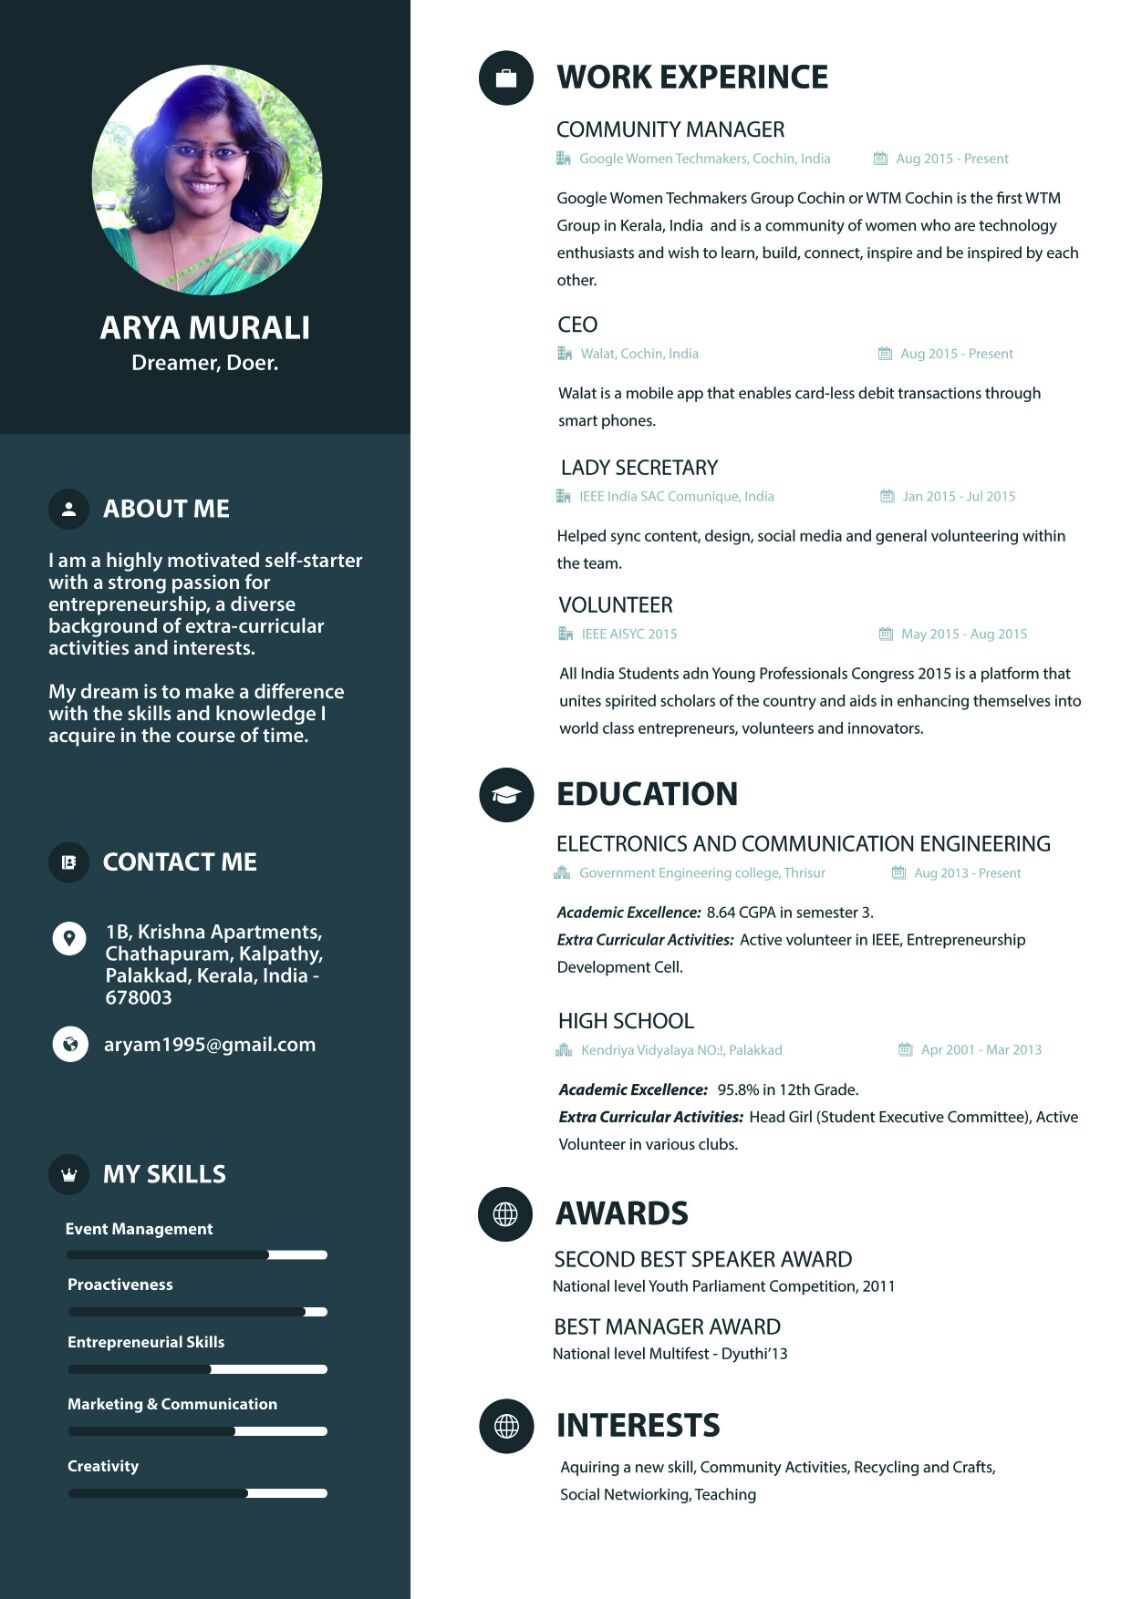 ARYA MURALI
Dreamer, Doer.
ABOUT ME
I am a highly motivated self-starter
with a strong passion for
entrepreneurship, a diverse
background of extra-curricular
activities and interests.
My dream is to make a difference
with the skills and knowledge I
acquire in the course of time.
CONTACT ME
1B, Krishna Apartments,
Chathapuram, Kalpathy,
Palakkad, Kerala, India -
678003
aryam1995@gmail.com
MY SKILLS
Event Management
Proactiveness
Entrepreneurial Skills
Marketing & Communication
Creativity
WORK EXPERINCE
COMMUNITY MANAGER
Google Women Techmakers, Cochin, India Aug 2015 - Present
Google Women Techmakers Group Cochin or WTM Cochin is the first WTM
Group in Kerala, India and is a community of women who are technology
enthusiasts and wish to learn, build, connect, inspire and be inspired by each
other.
CEO
Walat, Cochin, India Aug 2015 - Present
Walat is a mobile app that enables card-less debit transactions through
smart phones.
LADY SECRETARY
IEEE India SAC Comunique, India Jan 2015 - Jul 2015
Helped sync content, design, social media and general volunteering within
the team.
VOLUNTEER
IEEE AISYC 2015 May 2015 - Aug 2015
All India Students adn Young Professionals Congress 2015 is a platform that
unites spirited scholars of the country and aids in enhancing themselves into
world class entrepreneurs, volunteers and innovators.
EDUCATION
ELECTRONICS AND COMMUNICATION ENGINEERING
Government Engineering college, Thrisur Aug 2013 - Present
Academic Excellence: 8.64 CGPA in semester 3.
Extra Curricular Activities: Active volunteer in IEEE, Entrepreneurship
Development Cell.
HIGH SCHOOL
Kendriya Vidyalaya NO:!, Palakkad Apr 2001 - Mar 2013
Academic Excellence: 95.8% in 12th Grade.
Extra Curricular Activities: Head Girl (Student Executive Committee), Active
Volunteer in various clubs.
AWARDS
SECOND BEST SPEAKER AWARD
National level Youth Parliament Competition, 2011
BEST MANAGER AWARD
National level Multifest - Dyuthi'13
INTERESTS
Aquiring a new skill, Community Activities, Recycling and Crafts,
Social Netwiorking, Teaching